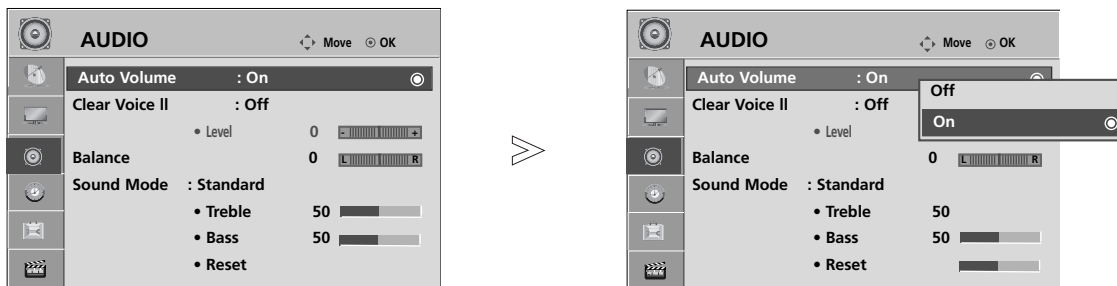 AUDIO Move OK
Auto Volume : On
Clear Voice II : Off
• Level 0 - +
Balance 0 L R
Sound Mode : Standard
• Treble 50
• Bass 50
• Reset
AUDIO Move OK
Auto Volume : On
Off
Clear Voice II : Off
On
• Level
Balance 0 L R
Sound Mode : Standard
• Treble 50
• Bass 50
• Reset